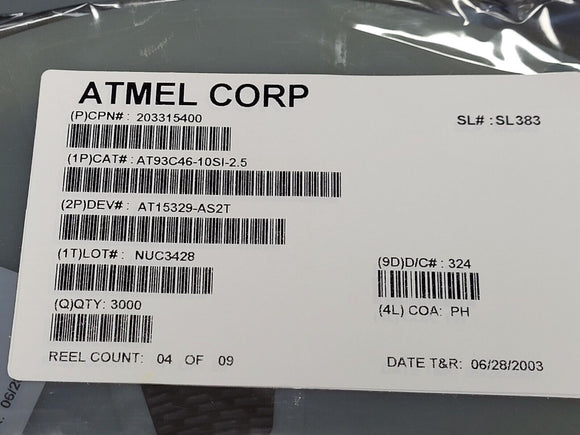 ATMEL CORP
(P)CPN# : 203315400
SL# : SL383
(1P)CAT# : AT93C46-10SI-2.5
(2P)DEV# : AT15329-AS2T
(1T)LOT# : NUC3428
(9D)D/C# : 324
(Q)QTY: 3000
(4L) COA: PH
REEL COUNT: 04 OF 09
DATE T&R: 06/28/2003